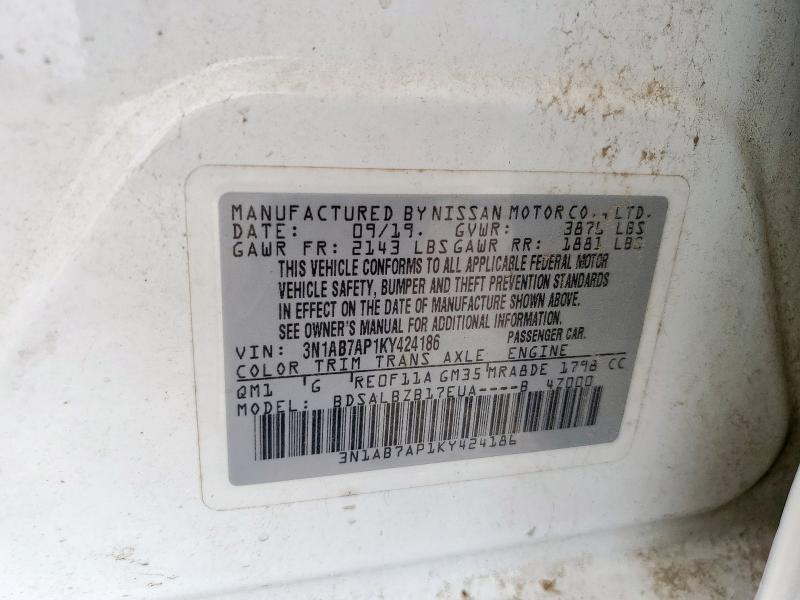 MANUFACTURED BY NISSAN MOTOR CO., LTD.
DATE: 09/19. GVWR: LBS
GAWR FR: 2143 LBS GAWR RR: 1881 LBS
THIS VEHICLE CONFORMS TO ALL APPLICABLE FEDERAL MOTOR
VEHICLE SAFETY, BUMPER AND THEFT PREVENTION STANDARDS
IN EFFECT ON THE DATE OF MANUFACTURE SHOWN ABOVE.
SEE OWNER'S MANUAL FOR ADDITIONAL INFORMATION.
VIN: 3N1AB7AP1KY424186 PASSENGER CAR.
COLOR TRIM TRANS AXLE ENGINE
QM1 G RE0F11A GM35 MRA8DE 1798 CC
MODEL: BDSALBZB17EUA----B 47000
3N1AB7AP1KY424186